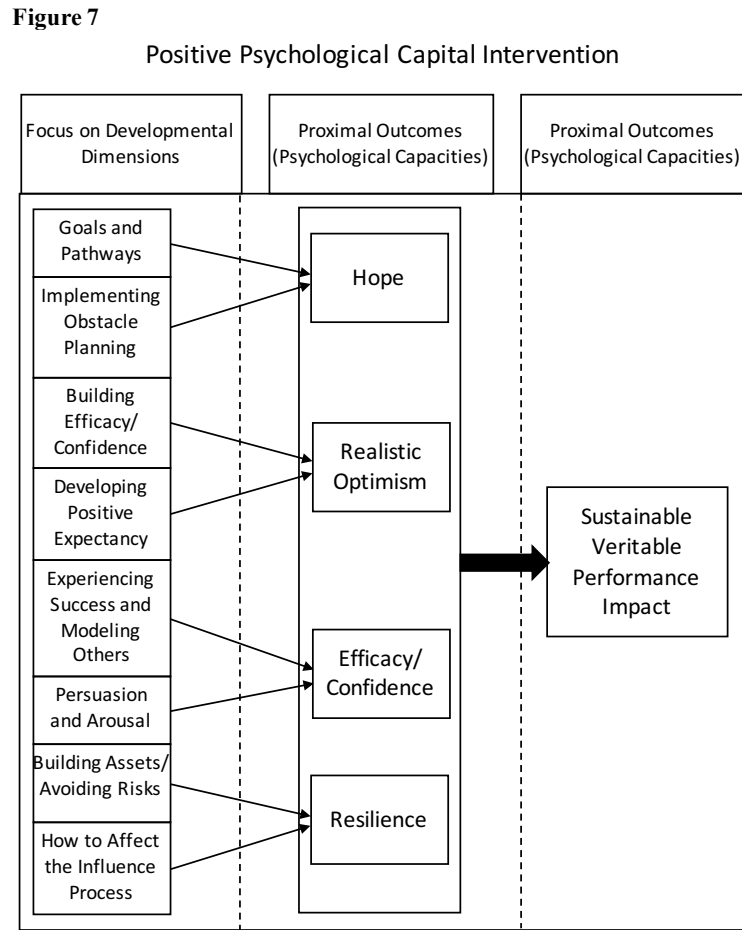 Figure 7
Positive Psychological Capital Intervention
Focus on Developmental
Dimensions
Proximal Outcomes
(Psychological Capacities)
Proximal Outcomes
(Psychological Capacities)
Goals and
Pathways
Implementing
Obstacle
Planning
Building
Efficacy/
Confidence
Developing
Positive
Expectancy
Experiencing
Success and
Modeling
Others
Persuasion
and Arousal
Building Assets/
Avoiding Risks
How to Affect
the Influence
Process
Hope
Realistic
Optimism
Efficacy/
Confidence
Resilience
Sustainable
Veritable
Performance
Impact